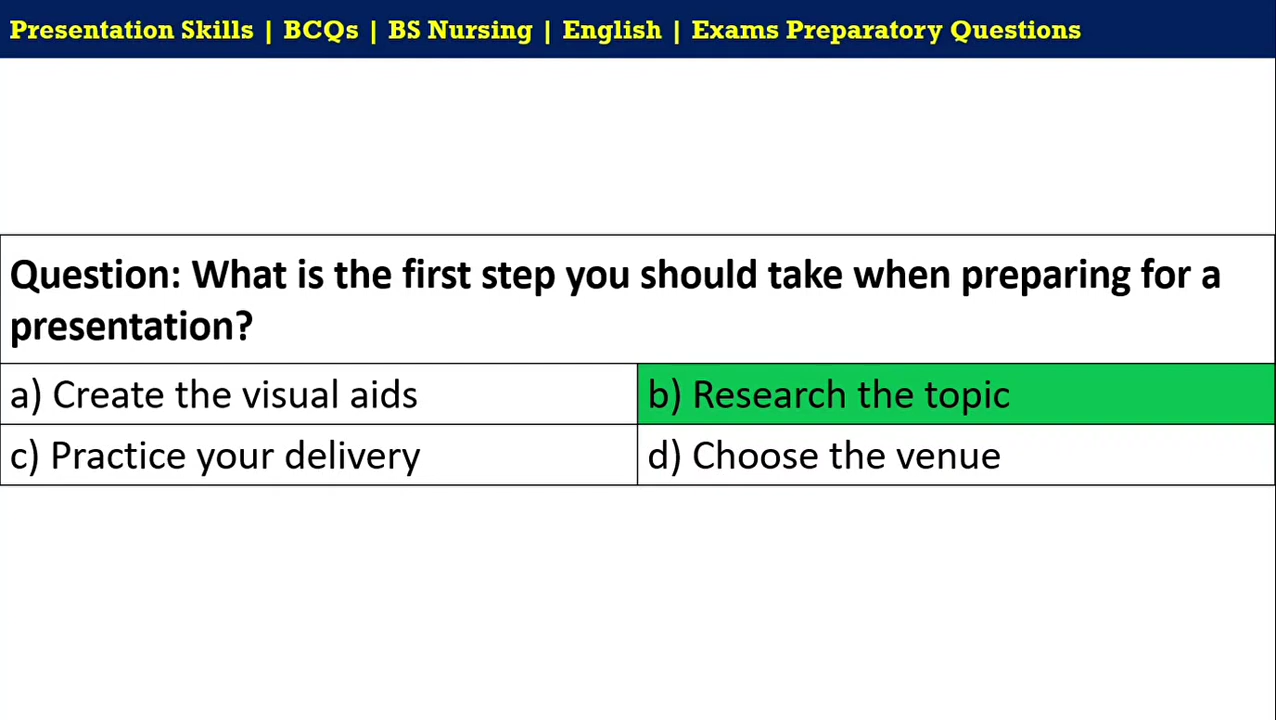 Presentation Skills | BCQs | BS Nursing | English | Exams Preparatory Questions
Question: What is the first step you should take when preparing for a
presentation?
a) Create the visual aids
b) Research the topic
c) Practice your delivery
d) Choose the venue